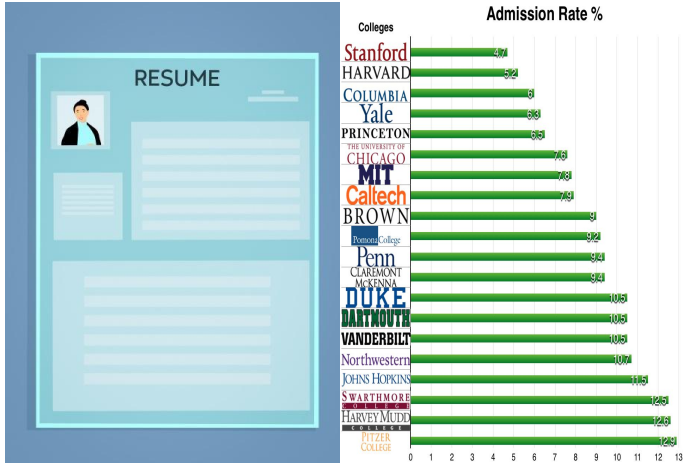 RESUME
Admission Rate %
Colleges
Stanford 4.7
HARVARD 5.2
COLUMBIA 6
Yale 6.3
PRINCETON 6.5
THE UNIVERSITY OF
CHICAGO 7.6
MIT 7.8
Caltech 7.9
BROWN 9
Pomona College 9.2
Penn 9.4
CLAREMONT
MCKENNA 9.4
DUKE 10.5
DARTMOUTH 10.5
VANDERBILT 10.5
Northwestern 10.7
JOHNS HOPKINS 11.5
SWARTHMORE
COLLEGE 12.5
HARVEY MUDD
COLLEGE 12.6
PITZER
COLLEGE 12.9
0 1 2 3 4 5 6 7 8 9 10 11 12 13